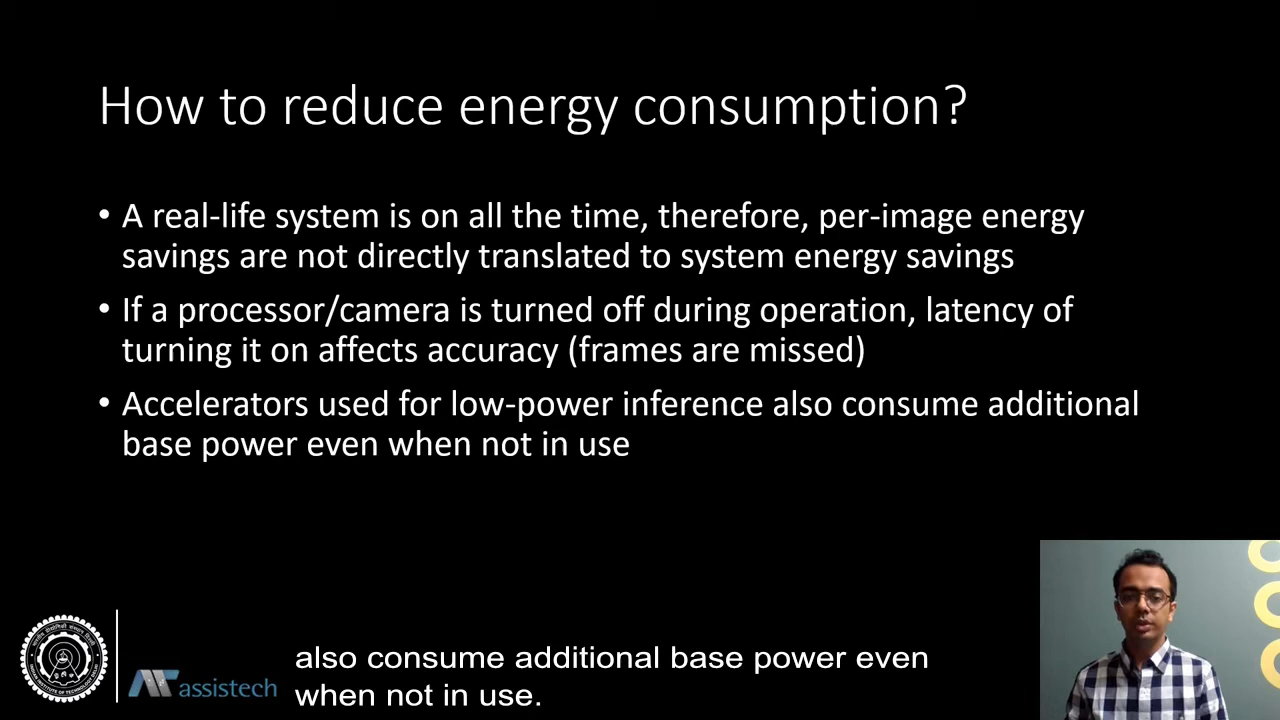 How to reduce energy consumption?
• A real-life system is on all the time, therefore, per-image energy
savings are not directly translated to system energy savings
• If a processor/camera is turned off during operation, latency of
turning it on affects accuracy (frames are missed)
• Accelerators used for low-power inference also consume additional
base power even when not in use
assistech
also consume additional base power even
when not in use.